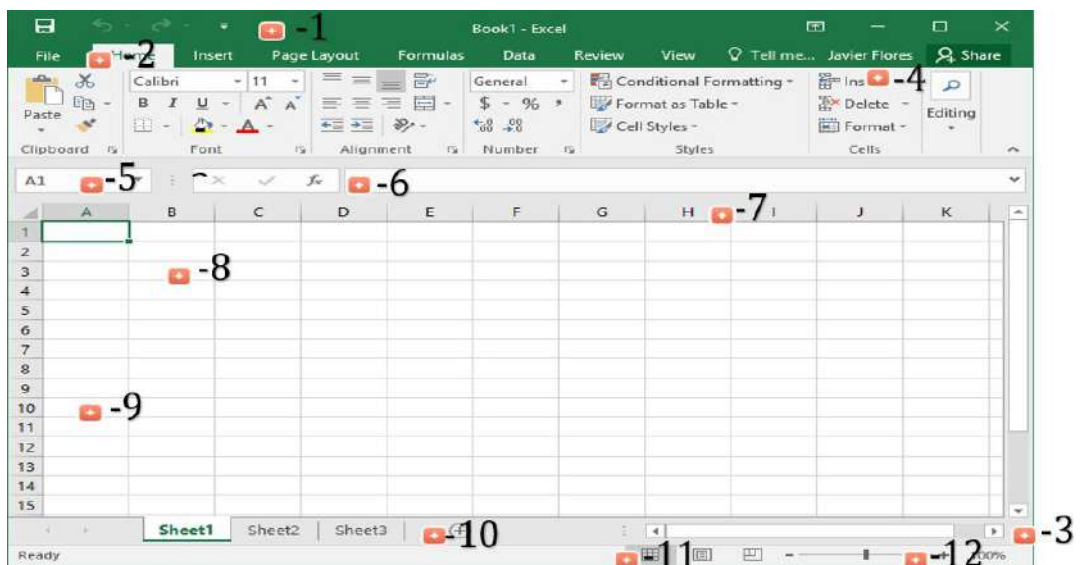 -1 Book1 - Excel
File Home -2 Insert Page Layout Formulas Data Review View Tell me... Javier Flores Share
Calibri 11 General Conditional Formatting Ins -4
Paste B I U A A $ - % , Format as Table Delete Editing
A Cell Styles Format
Clipboard Font Alignment Number Styles Cells
A1 -5 fx -6
A B C D E F G H -7 I J K
1
2
3 -8
4
5
6
7
8
9
10 -9
11
12
13
14
15
Sheet1 Sheet2 Sheet3 -10 -3
Ready 11 -12 00%